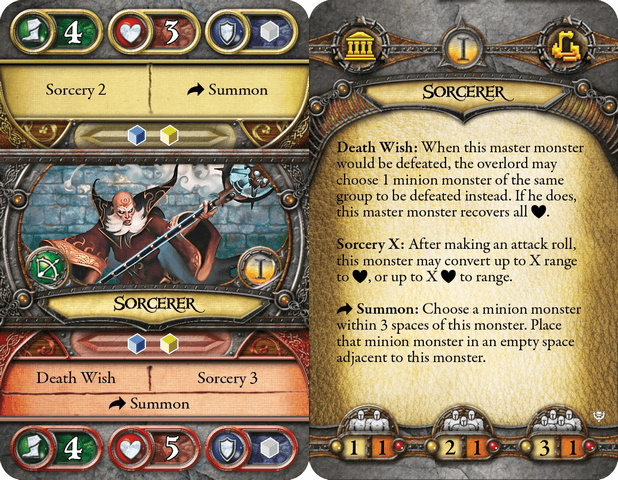 4 3
Sorcery 2 Summon
I
SORCERER
Death Wish Sorcery 3
Summon
4 5
I
SORCERER
Death Wish: When this master monster
would be defeated, the overlord may
choose 1 minion monster of the same
group to be defeated instead. If he does,
this master monster recovers all ♥.
Sorcery X: After making an attack roll,
this monster may convert up to X range
to ♥, or up to X ♥ to range.
Summon: Choose a minion monster
within 3 spaces of this monster. Place
that minion monster in an empty space
adjacent to this monster.
1 1 2 1 3 1